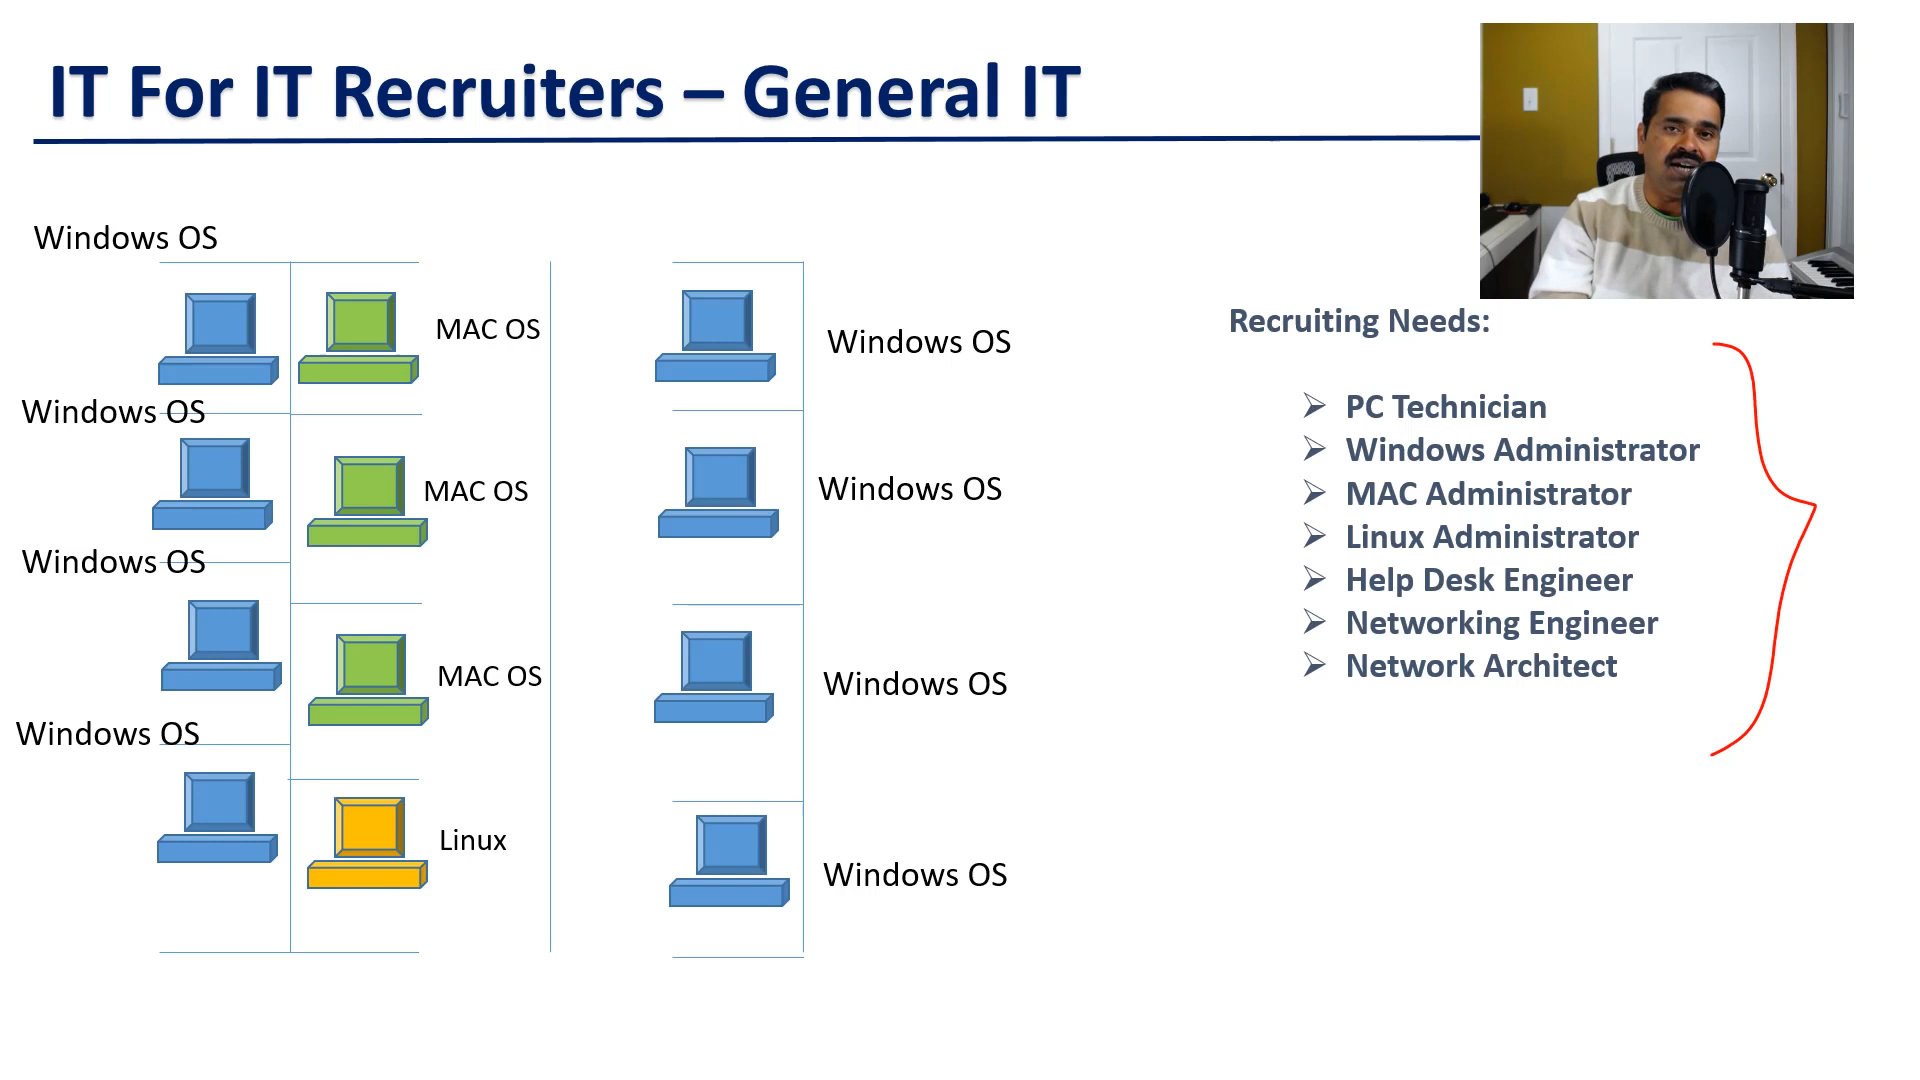 IT For IT Recruiters – General IT
Windows OS
MAC OS
Windows OS
Windows OS
MAC OS
Windows OS
Windows OS
MAC OS
Windows OS
Windows OS
Linux
Windows OS
Recruiting Needs:
PC Technician
Windows Administrator
MAC Administrator
Linux Administrator
Help Desk Engineer
Networking Engineer
Network Architect